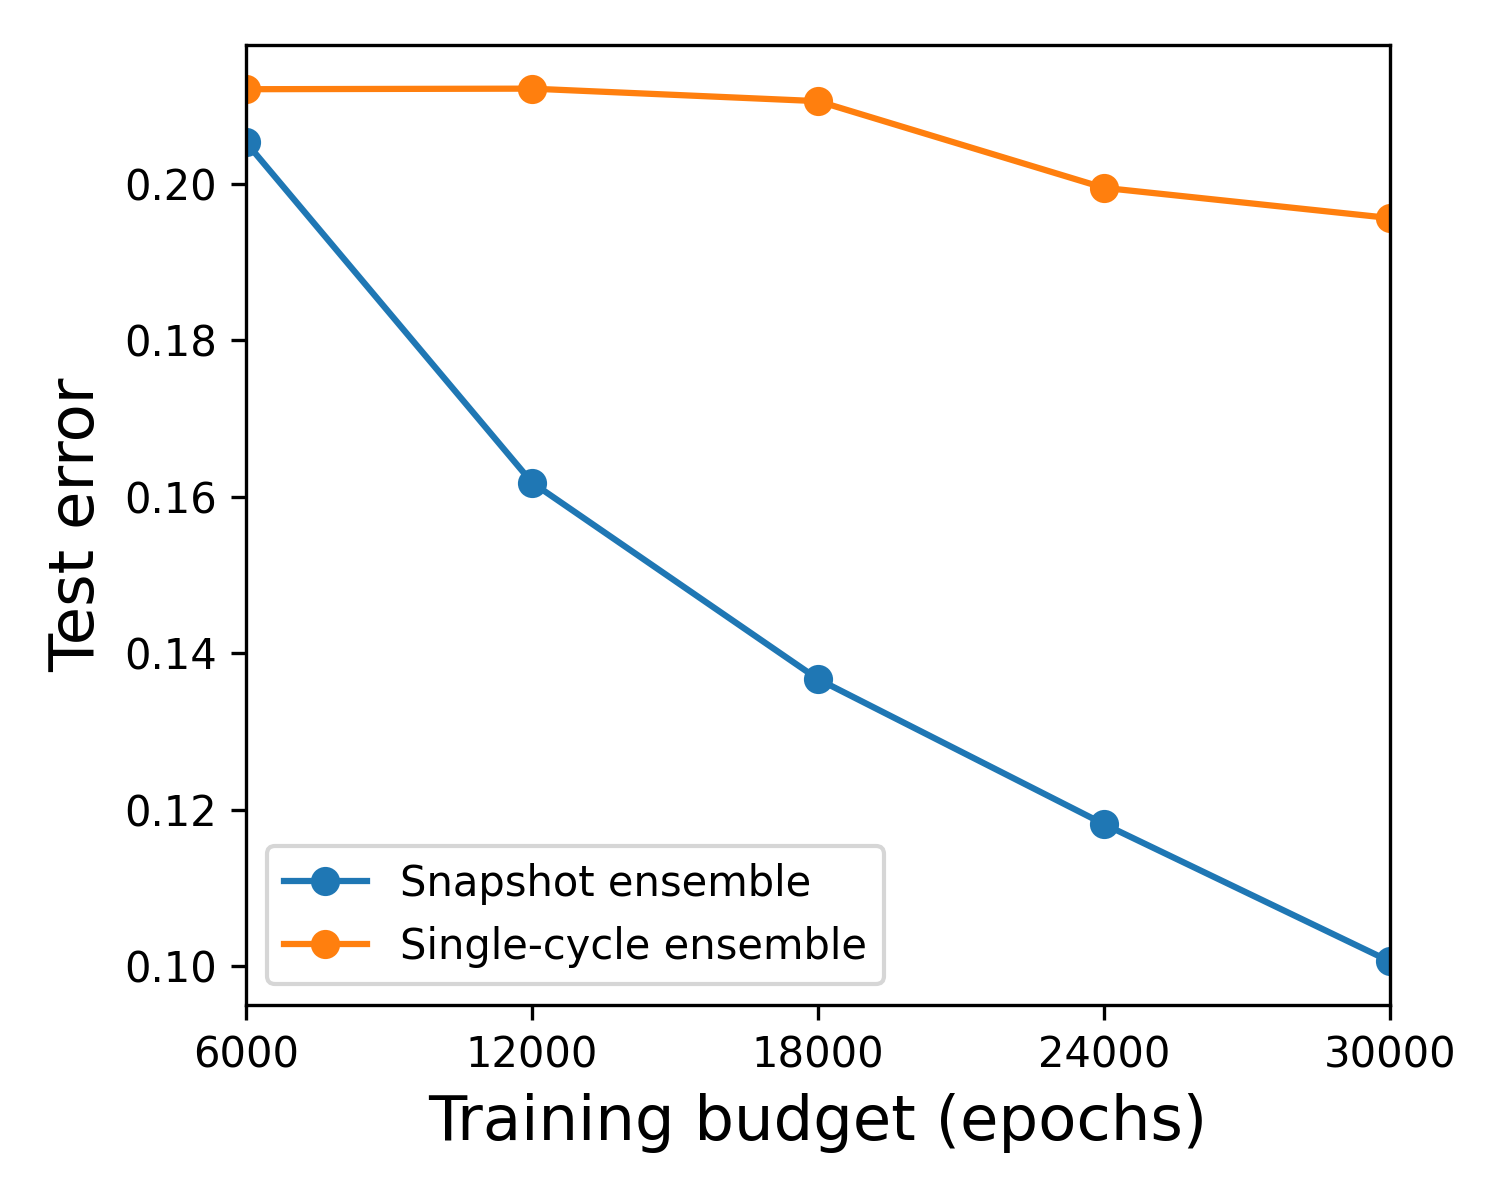 0.20
0.18
0.16
0.14
0.12
0.10
Test error
Snapshot ensemble
Single-cycle ensemble
6000 12000 18000 24000 30000
Training budget (epochs)